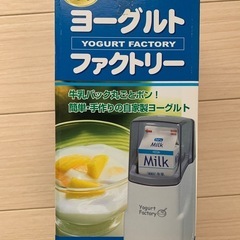 ヨーグルト
YOGURT FACTORY
ファクトリー
牛乳パック丸ごとポン!
簡単・手作りの自家製ヨーグルト
Milk
Milk
Yogurt
Factory